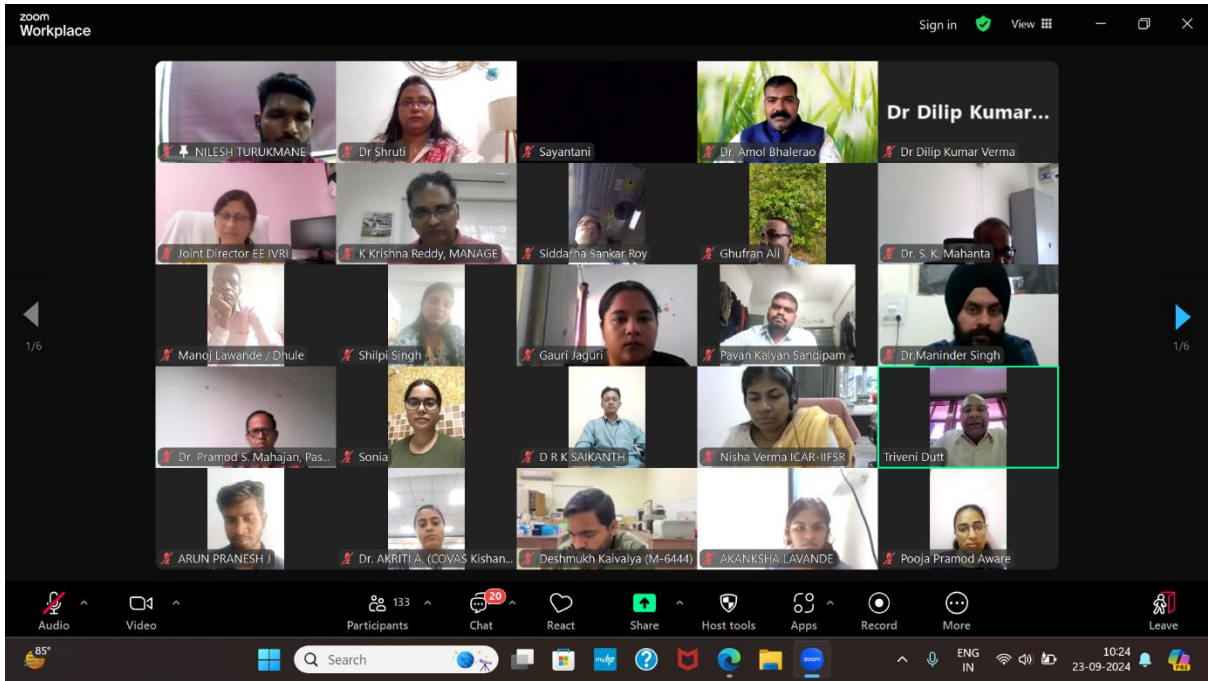 zoom
Workplace
Sign in
View
Dr Dilip Kumar...
NILESH TURUKMANE
Dr Shruti
Sayantani
Dr. Amol Bhalerao
Dr Dilip Kumar Verma
Joint Director EE IVRI
K Krishna Reddy, MANAGE
Siddartha Sankar Roy
Ghufran Ali
Dr. S. K. Mahanta
Manoj Lawande / Dhule
Shilpi Singh
Gauri Jaguri
Pavan Kalyan Sandipam
Dr.Maninder Singh
1/6
1/6
Dr. Pramod S. Mahajan, Pas...
Sonia
D R K SAIKANTH
Nisha Verma ICAR-IIFSR
Triveni Dutt
ARUN PRANESH J
Dr. AKRITI A. (COVAS Kishan...
Deshmukh Kaivalya (M-6444)
AKANKSHA LAVANDE
Pooja Pramod Aware
133
20
Audio
Video
Participants
Chat
React
Share
Host tools
Apps
Record
More
Leave
85°
Search
myhp
zoom
ENG
IN
10:24
23-09-2024
PRE